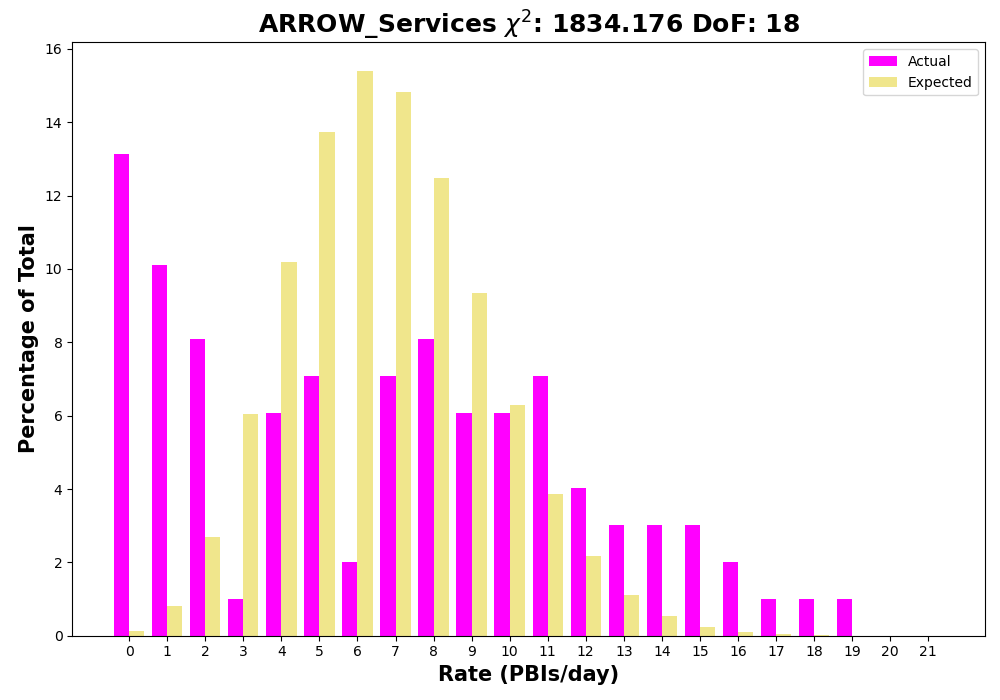 ARROW_Services χ²: 1834.176 DoF: 18
Actual
Expected
Percentage of Total
16
14
12
10
8
6
4
2
0
0 1 2 3 4 5 6 7 8 9 10 11 12 13 14 15 16 17 18 19 20 21
Rate (PBIs/day)